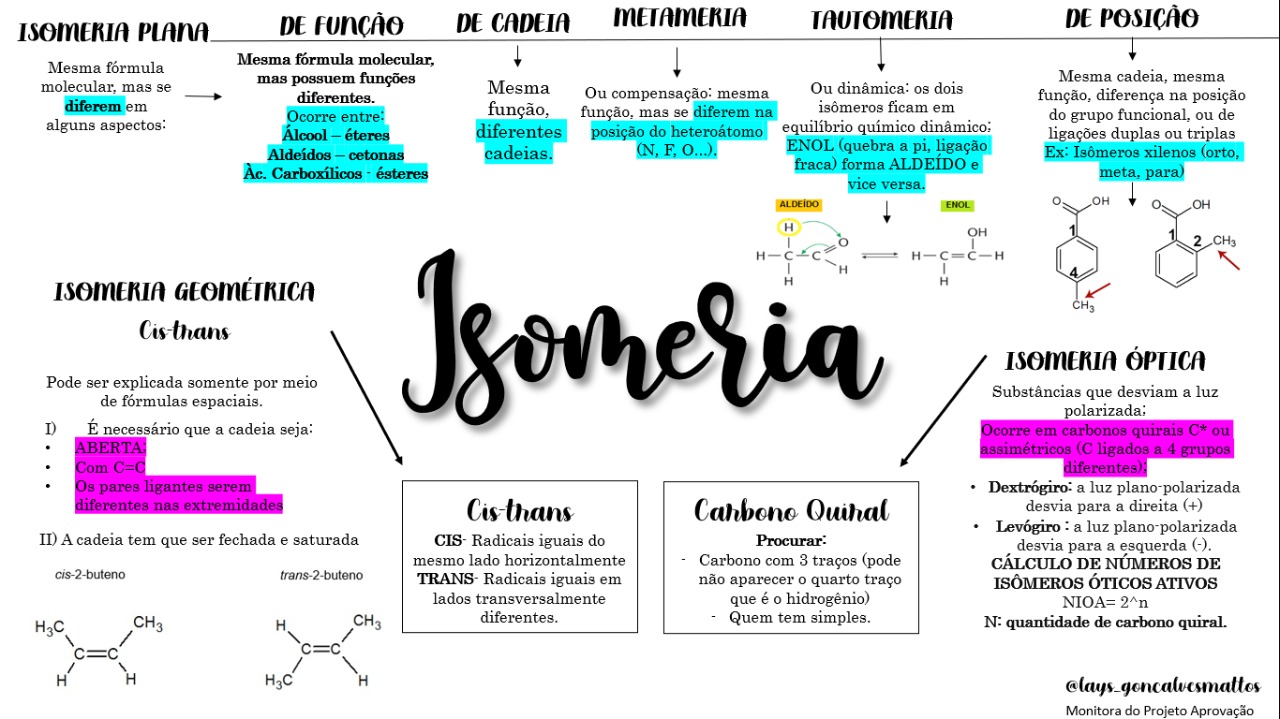 ISOMERIA PLANA
Mesma fórmula
molecular, mas se
diferem em
alguns aspectos:
DE FUNÇÃO
Mesma fórmula molecular,
mas possuem funções
diferentes.
Ocorre entre:
Álcool – éteres
Aldeídos – cetonas
Àc. Carboxílicos - ésteres
DE CADEIA
Mesma
função,
diferentes
cadeias.
METAMERIA
Ou compensação: mesma
função, mas se diferem na
posição do heteroátomo
(N, F, O...).
TAUTOMERIA
Ou dinâmica: os dois
isômeros ficam em
equilíbrio químico dinâmico;
ENOL (quebra a pi, ligação
fraca) forma ALDEÍDO e
vice versa.
ALDEÍDO
ENOL
H
O
H—C—C
H
H
OH
H—C=C—H
H
DE POSIÇÃO
Mesma cadeia, mesma
função, diferença na posição
do grupo funcional, ou de
ligações duplas ou triplas
Ex: Isômeros xilenos (orto,
meta, para)
O
OH
1
4
CH3
O
OH
1
2
CH3
Isomeria
ISOMERIA GEOMÉTRICA
Cis-trans
Pode ser explicada somente por meio
de fórmulas espaciais.
I) É necessário que a cadeia seja:
• ABERTA;
• Com C=C
• Os pares ligantes serem
diferentes nas extremidades
II) A cadeia tem que ser fechada e saturada
cis-2-buteno
H3C
CH3
C=C
H
H
trans-2-buteno
H
CH3
C=C
H3C
H
Cis-trans
CIS- Radicais iguais do
mesmo lado horizontalmente
TRANS- Radicais iguais em
lados transversalmente
diferentes.
Carbono Quiral
Procurar:
- Carbono com 3 traços (pode
não aparecer o quarto traço
que é o hidrogênio)
- Quem tem simples.
ISOMERIA ÓPTICA
Substâncias que desviam a luz
polarizada;
Ocorre em carbonos quirais C* ou
assimétricos (C ligados a 4 grupos
diferentes);
• Dextrógiro: a luz plano-polarizada
desvia para a direita (+)
• Levógiro : a luz plano-polarizada
desvia para a esquerda (-).
CÁLCULO DE NÚMEROS DE
ISÔMEROS ÓTICOS ATIVOS
NIOA= 2^n
N: quantidade de carbono quiral.
@lays_goncalvesmattos
Monitora do Projeto Aprovação